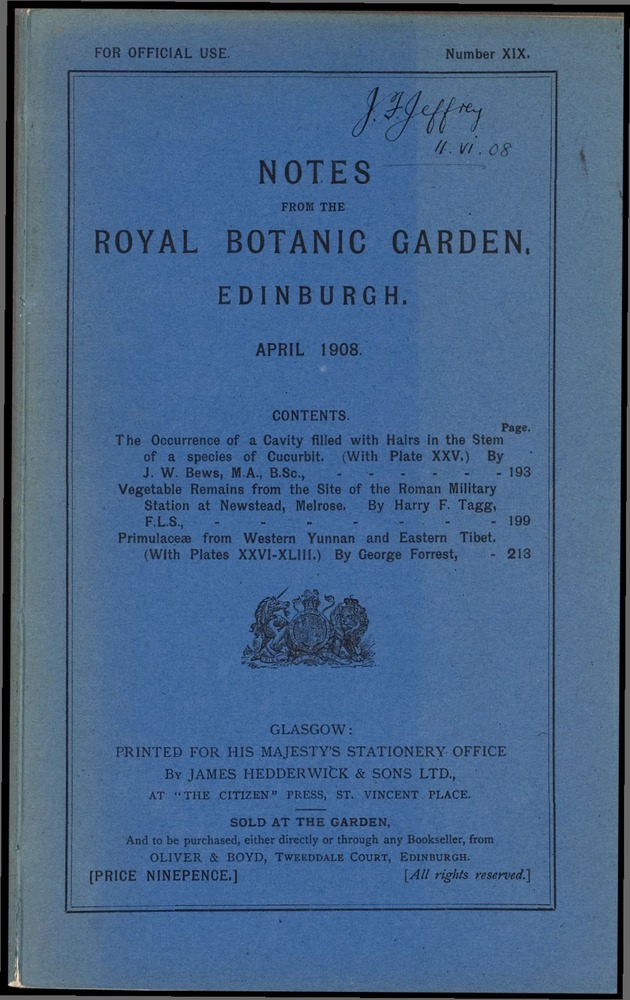 FOR OFFICIAL USE.
Number XIX.
J. F. Jeffrey
11. vi. 08
NOTES
FROM THE
ROYAL BOTANIC GARDEN,
EDINBURGH.
APRIL 1908.
CONTENTS.
Page.
The Occurrence of a Cavity filled with Hairs in the Stem
of a species of Cucurbit. (With Plate XXV.) By
J. W. Bews, M.A., B.Sc., - - - - - - 193
Vegetable Remains from the Site of the Roman Military
Station at Newstead, Melrose. By Harry F. Tagg,
F.L.S., - - - - - - - 199
Primulaceæ from Western Yunnan and Eastern Tibet.
(With Plates XXVI-XLIII.) By George Forrest, - 213
GLASGOW:
PRINTED FOR HIS MAJESTY'S STATIONERY OFFICE
By JAMES HEDDERWICK & SONS LTD.,
AT "THE CITIZEN" PRESS, ST. VINCENT PLACE.
SOLD AT THE GARDEN,
And to be purchased, either directly or through any Bookseller, from
OLIVER & BOYD, TWEEDDALE COURT, EDINBURGH.
[PRICE NINEPENCE.]
[All rights reserved.]